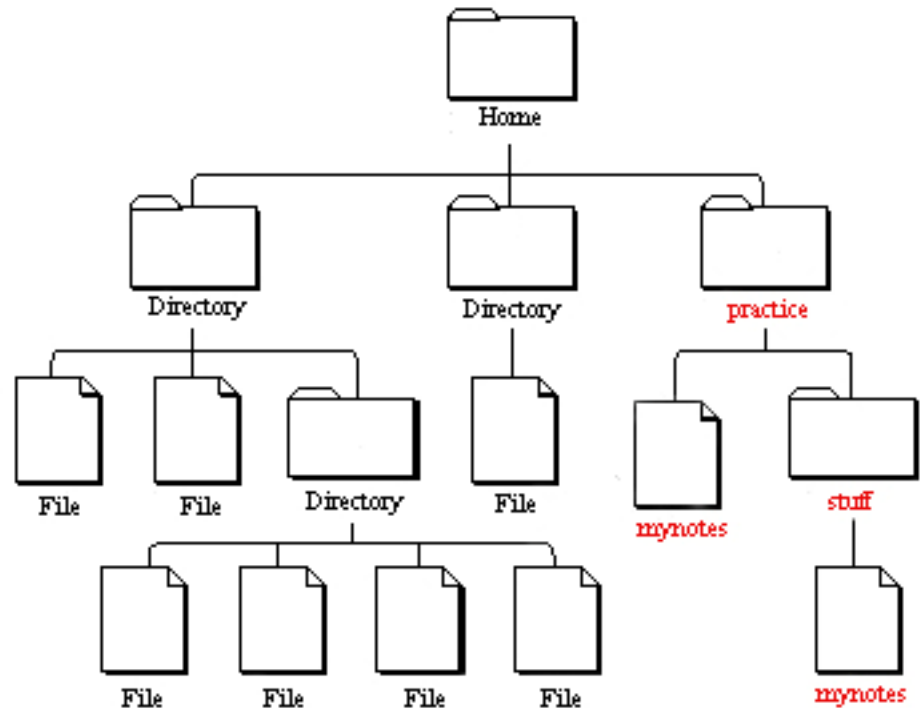 Home
Directory
Directory
practice
File
File
Directory
File
mynotes
stuff
File
File
File
File
mynotes